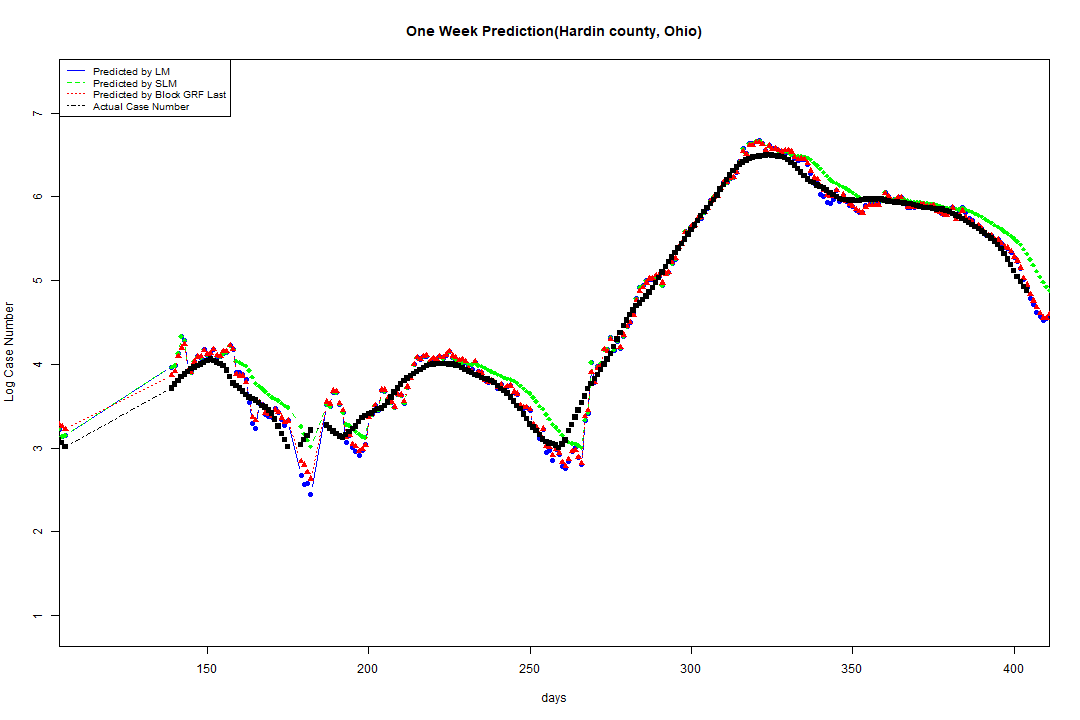 One Week Prediction(Hardin county, Ohio)
Predicted by LM
Predicted by SLM
Predicted by Block GRF Last
Actual Case Number
7
6
5
4
3
2
1
Log Case Number
150 200 250 300 350 400
days